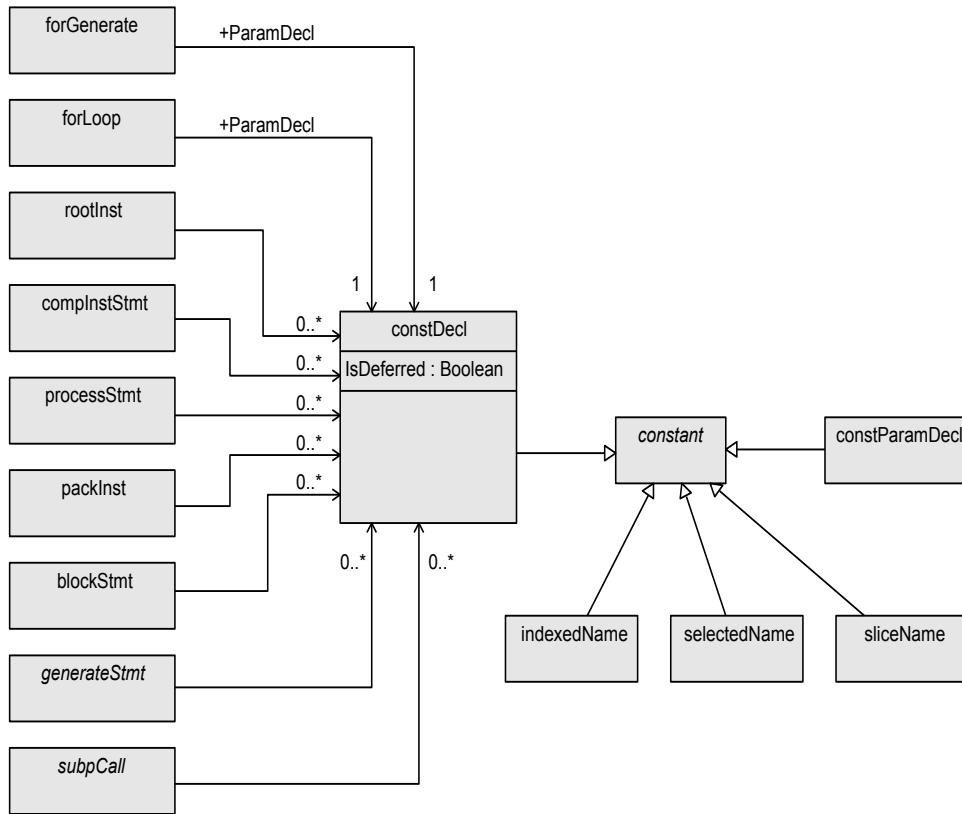 forGenerate
+ParamDecl
forLoop
+ParamDecl
rootInst
1
1
compInstStmt
0..*
constDecl
0..*
IsDeferred : Boolean
processStmt
0..*
0..*
constant
constParamDecl
packInst
0..*
blockStmt
0..*
0..*
indexedName
selectedName
sliceName
generateStmt
subpCall